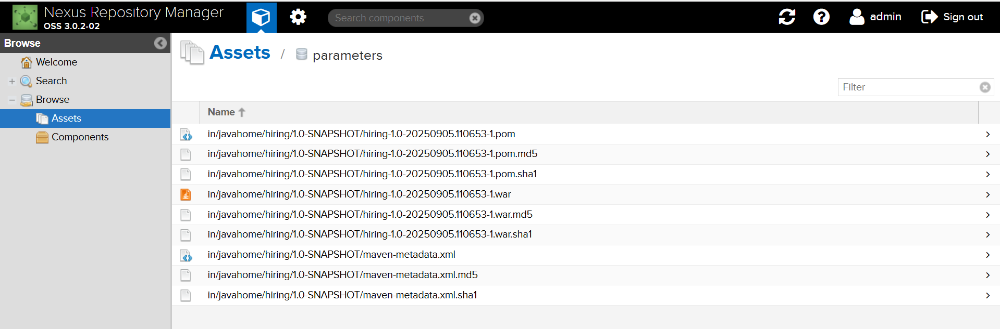 Nexus Repository Manager
OSS 3.0.2-02
Search components
admin
Sign out
Browse
Welcome
Search
Browse
Assets
Components
Assets / parameters
Filter
Name
in/javahome/hiring/1.0-SNAPSHOT/hiring-1.0-20250905.110653-1.pom
in/javahome/hiring/1.0-SNAPSHOT/hiring-1.0-20250905.110653-1.pom.md5
in/javahome/hiring/1.0-SNAPSHOT/hiring-1.0-20250905.110653-1.pom.sha1
in/javahome/hiring/1.0-SNAPSHOT/hiring-1.0-20250905.110653-1.war
in/javahome/hiring/1.0-SNAPSHOT/hiring-1.0-20250905.110653-1.war.md5
in/javahome/hiring/1.0-SNAPSHOT/hiring-1.0-20250905.110653-1.war.sha1
in/javahome/hiring/1.0-SNAPSHOT/maven-metadata.xml
in/javahome/hiring/1.0-SNAPSHOT/maven-metadata.xml.md5
in/javahome/hiring/1.0-SNAPSHOT/maven-metadata.xml.sha1